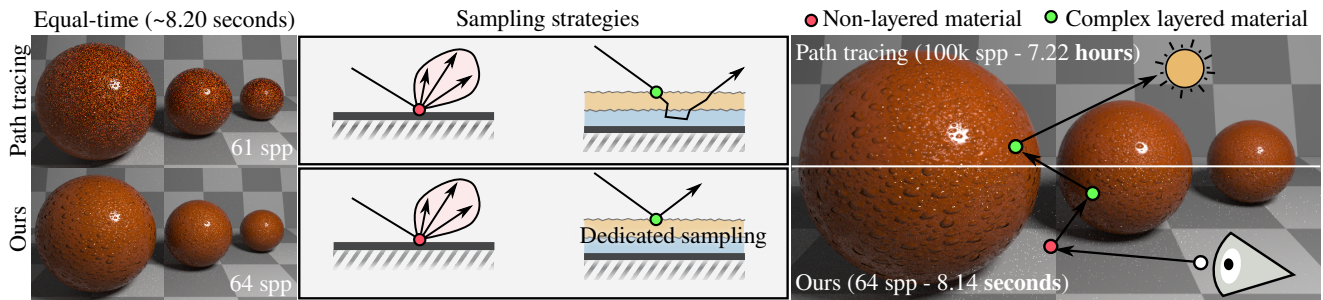 Equal-time (~8.20 seconds)
Sampling strategies
Non-layered material
Complex layered material
Path tracing
61 spp
Path tracing (100k spp - 7.22 hours)
Ours
64 spp
Dedicated sampling
Ours (64 spp - 8.14 seconds)